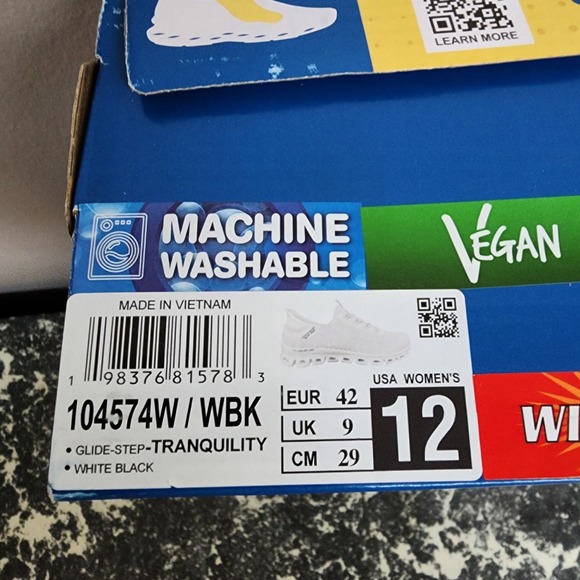 LEARN MORE
MACHINE
WASHABLE
VEGAN
MADE IN VIETNAM
1 98376 81578 3
104574W / WBK
• GLIDE-STEP-TRANQUILITY
• WHITE BLACK
EUR 42
UK 9
CM 29
USA WOMEN'S
12
WI